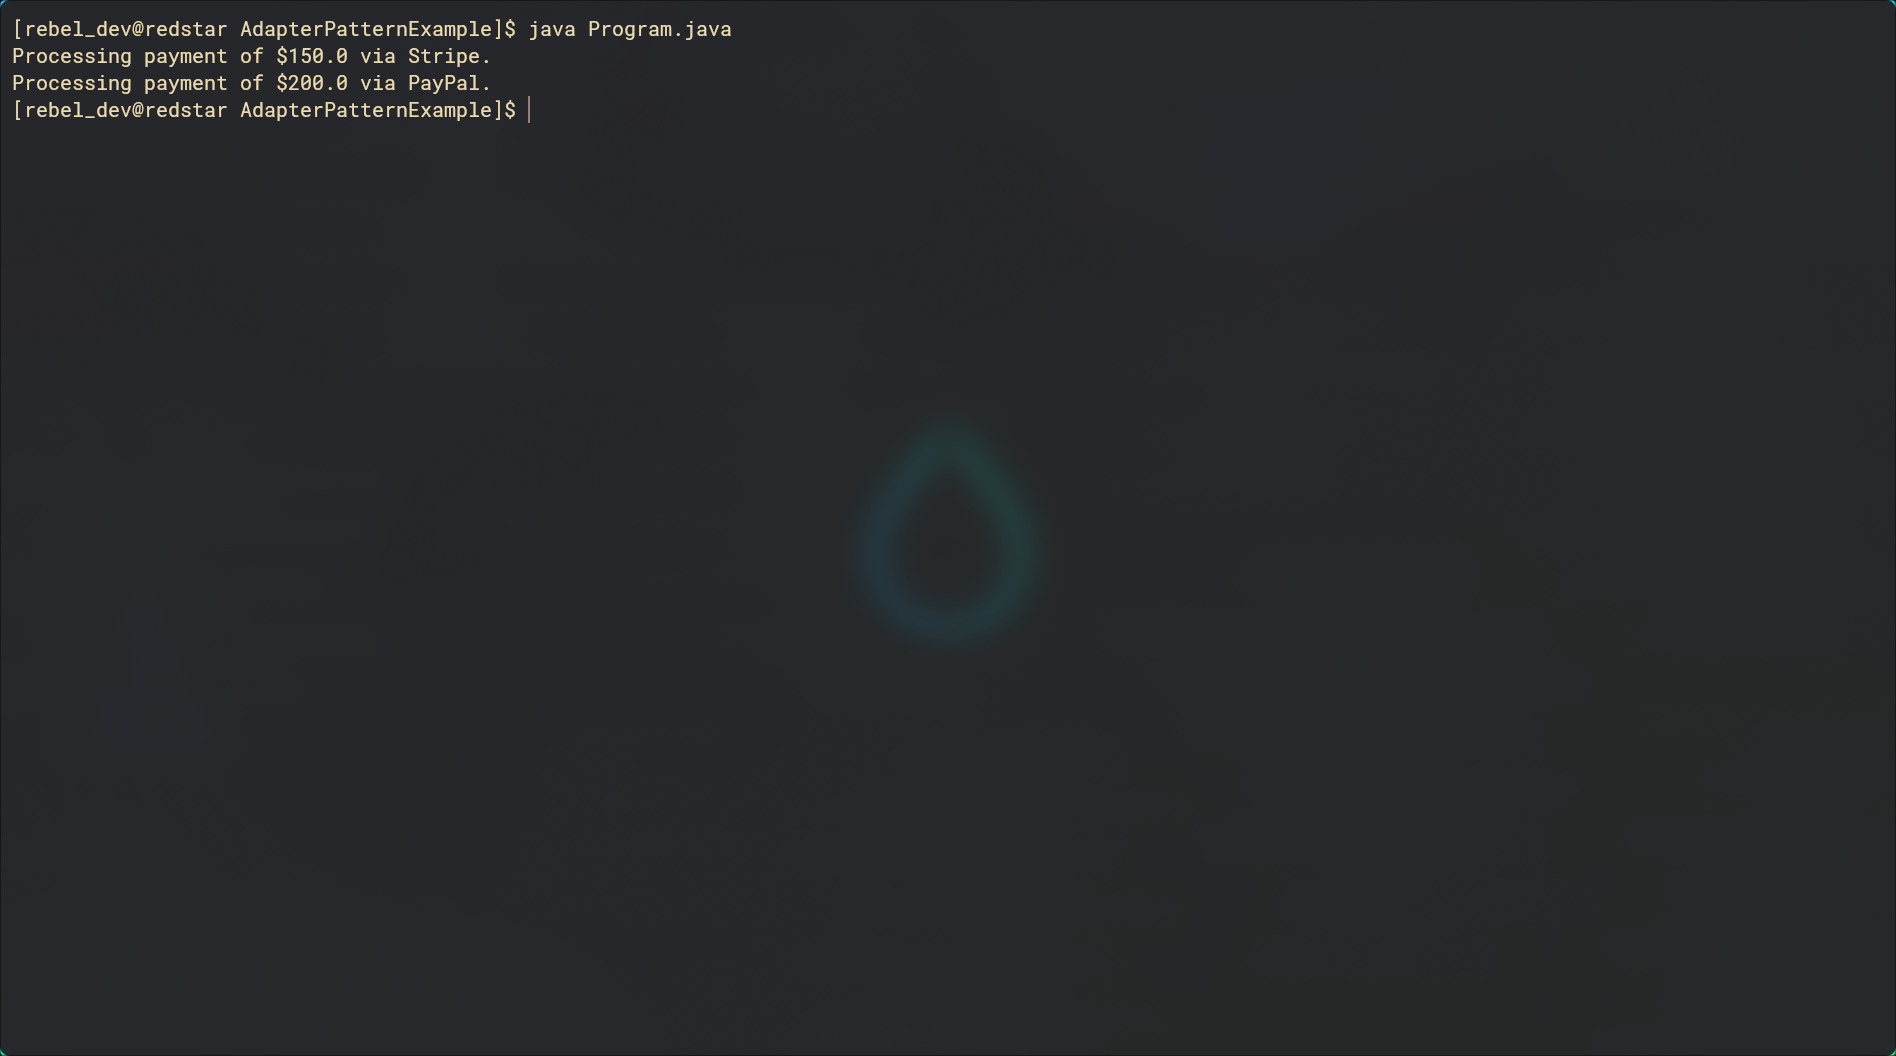 [rebel_dev@redstar AdapterPatternExample]$ java Program.java
Processing payment of $150.0 via Stripe.
Processing payment of $200.0 via PayPal.
[rebel_dev@redstar AdapterPatternExample]$